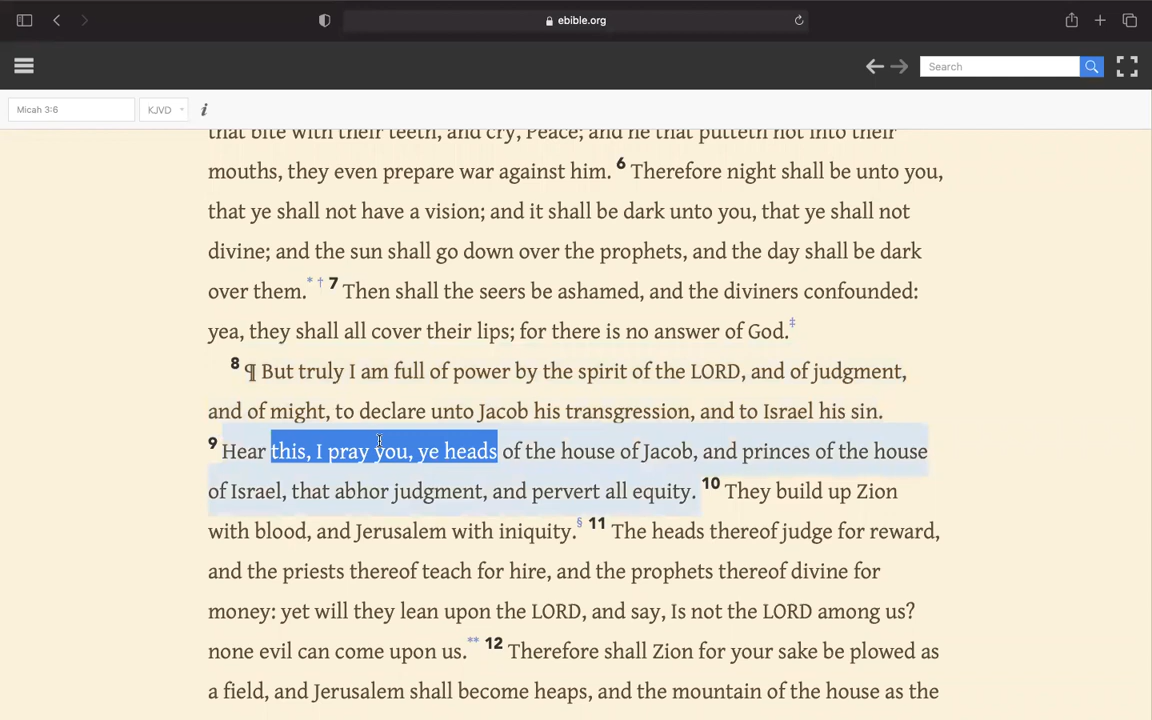 ebible.org
Search
Micah 3:6 KJVD i
that bite with their teeth, and cry, Peace; and he that putteth not into their
mouths, they even prepare war against him. 6 Therefore night shall be unto you,
that ye shall not have a vision; and it shall be dark unto you, that ye shall not
divine; and the sun shall go down over the prophets, and the day shall be dark
over them.* † 7 Then shall the seers be ashamed, and the diviners confounded:
yea, they shall all cover their lips; for there is no answer of God.‡
8 ¶ But truly I am full of power by the spirit of the LORD, and of judgment,
and of might, to declare unto Jacob his transgression, and to Israel his sin.
9 Hear this, I pray you, ye heads of the house of Jacob, and princes of the house
of Israel, that abhor judgment, and pervert all equity. 10 They build up Zion
with blood, and Jerusalem with iniquity.§ 11 The heads thereof judge for reward,
and the priests thereof teach for hire, and the prophets thereof divine for
money: yet will they lean upon the LORD, and say, Is not the LORD among us?
none evil can come upon us.** 12 Therefore shall Zion for your sake be plowed as
a field, and Jerusalem shall become heaps, and the mountain of the house as the